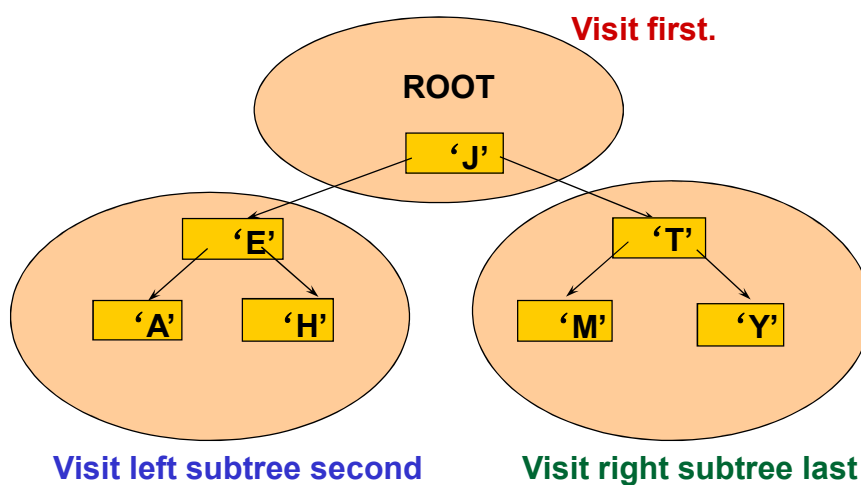 Visit first.
ROOT
‘J’
‘E’
‘T’
‘A’
‘H’
‘M’
‘Y’
Visit left subtree second
Visit right subtree last